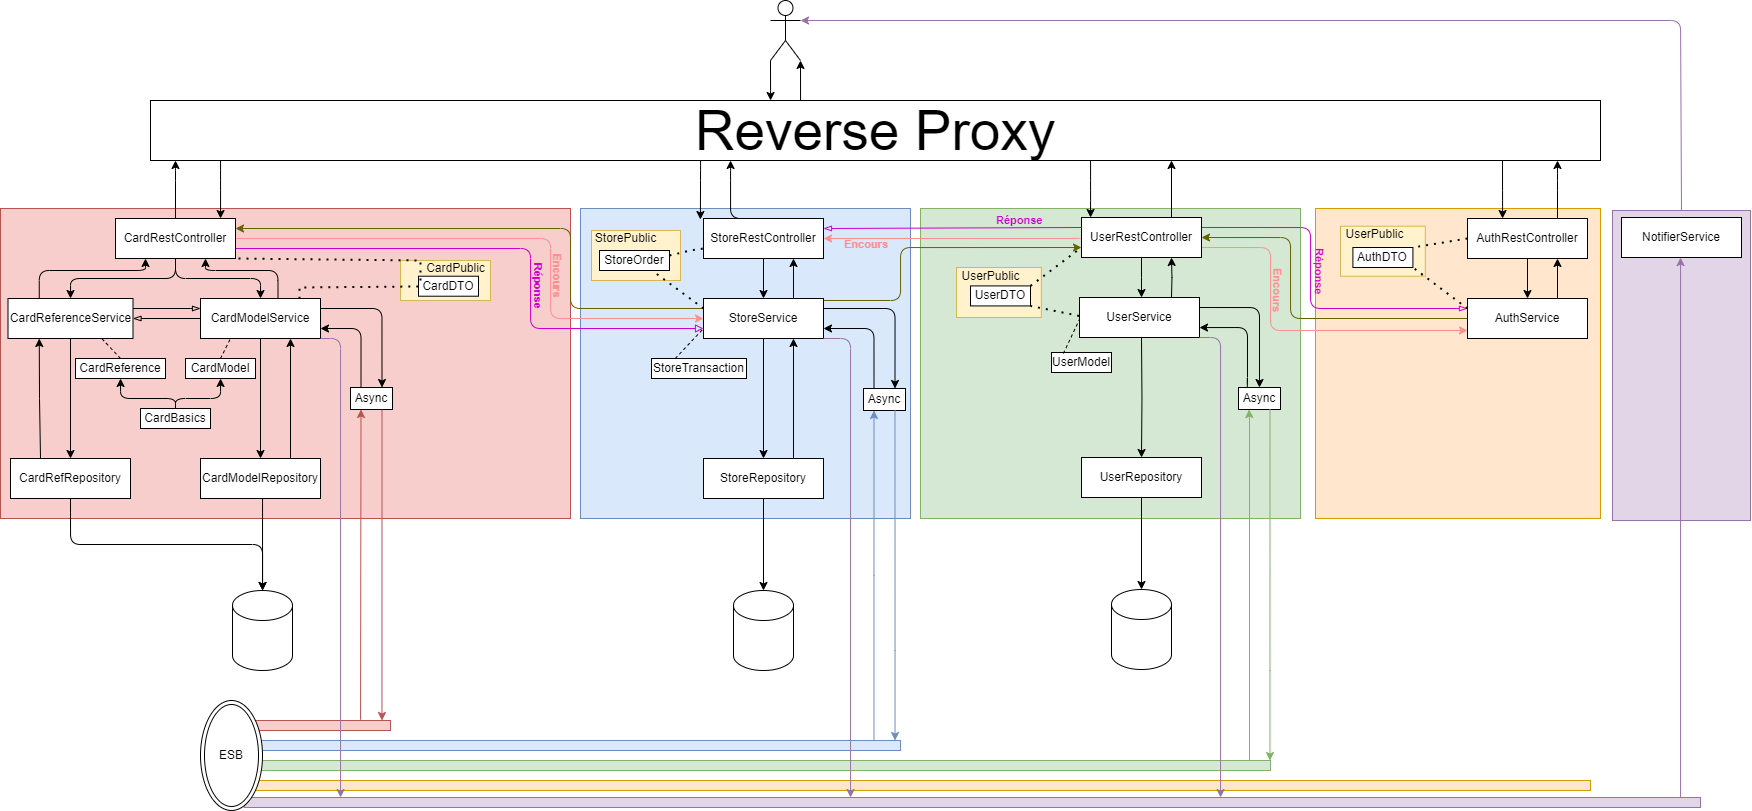 Reverse Proxy
CardRestController
CardPublic
CardDTO
Encours
Réponse
CardReferenceService
CardModelService
CardReference
CardModel
CardBasics
Async
CardRefRepository
CardModelRepository
StorePublic
StoreOrder
StoreRestController
StoreService
StoreTransaction
Async
StoreRepository
Réponse
Encours
UserRestController
UserPublic
UserDTO
UserService
UserModel
Async
UserRepository
Encours
Réponse
UserPublic
AuthDTO
AuthRestController
AuthService
NotifierService
ESB